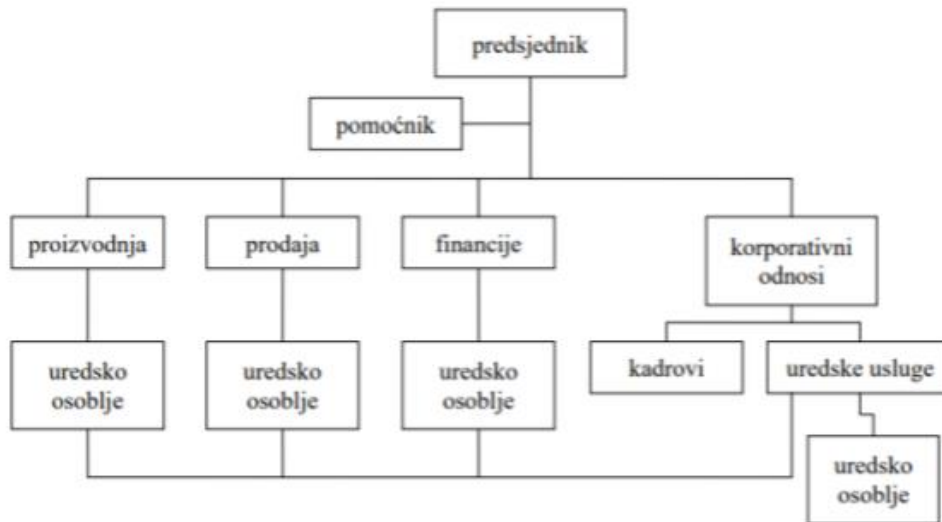 predsjednik
pomoćnik
proizvodnja
prodaja
financije
korporativni
odnosi
uredsko
osoblje
uredsko
osoblje
uredsko
osoblje
kadrovi
uredske usluge
uredsko
osoblje